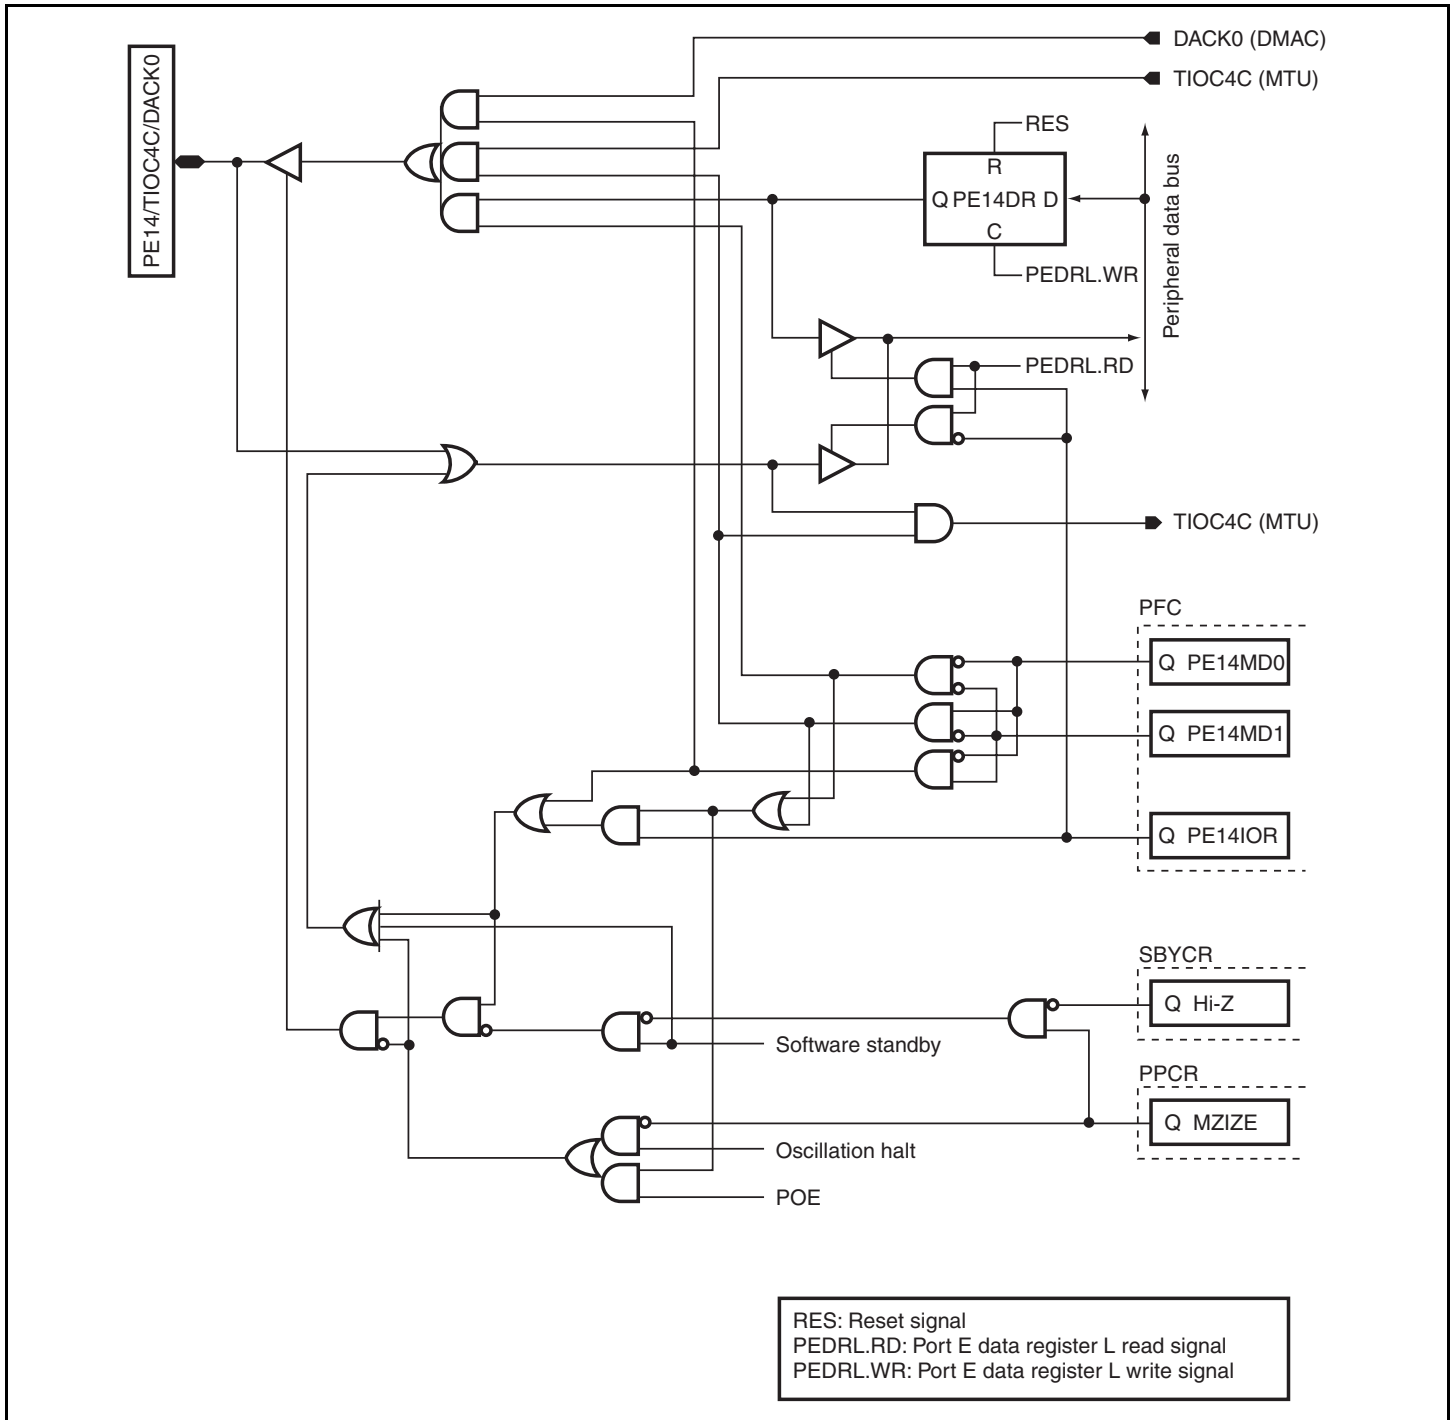 DACK0 (DMAC)
TIOC4C (MTU)
PE14/TIOC4C/DACK0
RES
R
Q PE14DR D
C
PEDRL.WR
Peripheral data bus
PEDRL.RD
TIOC4C (MTU)
PFC
Q PE14MD0
Q PE14MD1
Q PE14IOR
SBYCR
Q Hi-Z
Software standby
PPCR
Q MZIZE
Oscillation halt
POE
RES: Reset signal
PEDRL.RD: Port E data register L read signal
PEDRL.WR: Port E data register L write signal